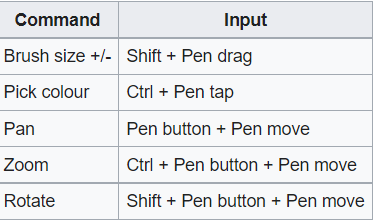 Command Input
Brush size +/- Shift + Pen drag
Pick colour Ctrl + Pen tap
Pan Pen button + Pen move
Zoom Ctrl + Pen button + Pen move
Rotate Shift + Pen button + Pen move